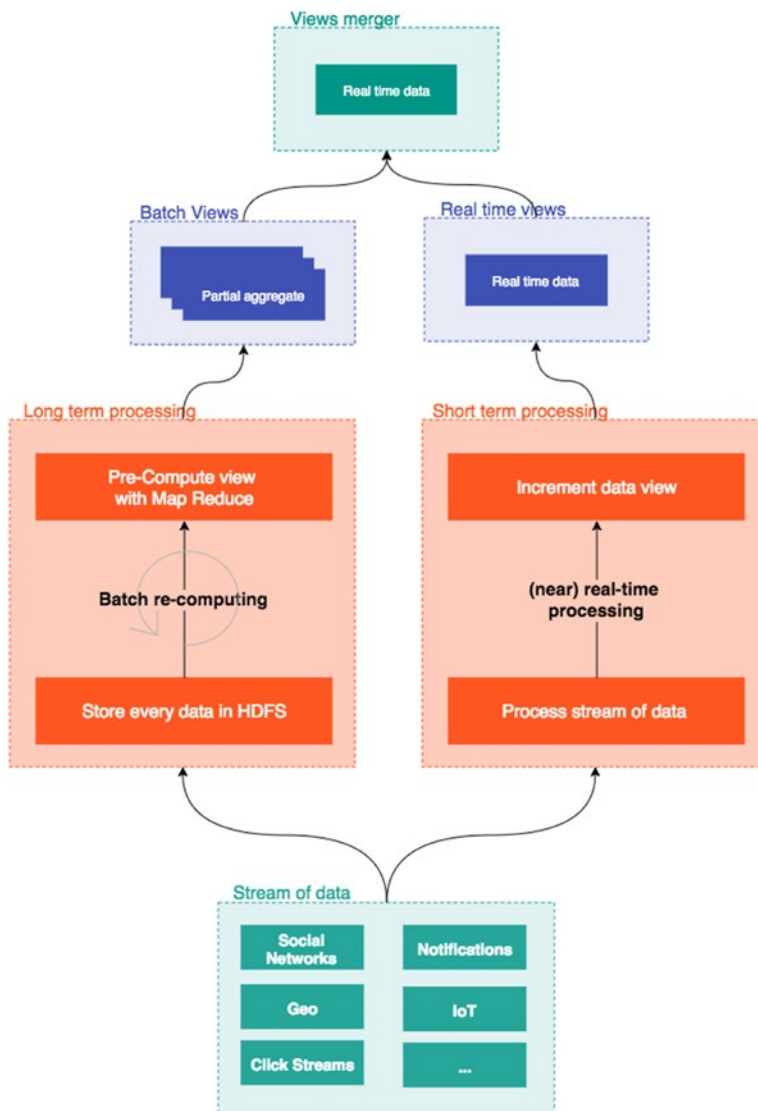 Views merger
Real time data
Batch Views
Partial aggregate
Real time views
Real time data
Long term processing
Pre-Compute view
with Map Reduce
Batch re-computing
Store every data in HDFS
Short term processing
Increment data view
(near) real-time
processing
Process stream of data
Stream of data
Social
Networks
Notifications
Geo
IoT
Click Streams
...